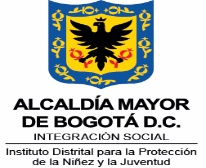 ALCALDÍA MAYOR
DE BOGOTÁ D.C.
INTEGRACIÓN SOCIAL
Instituto Distrital para la Protección
de la Niñez y la Juventud